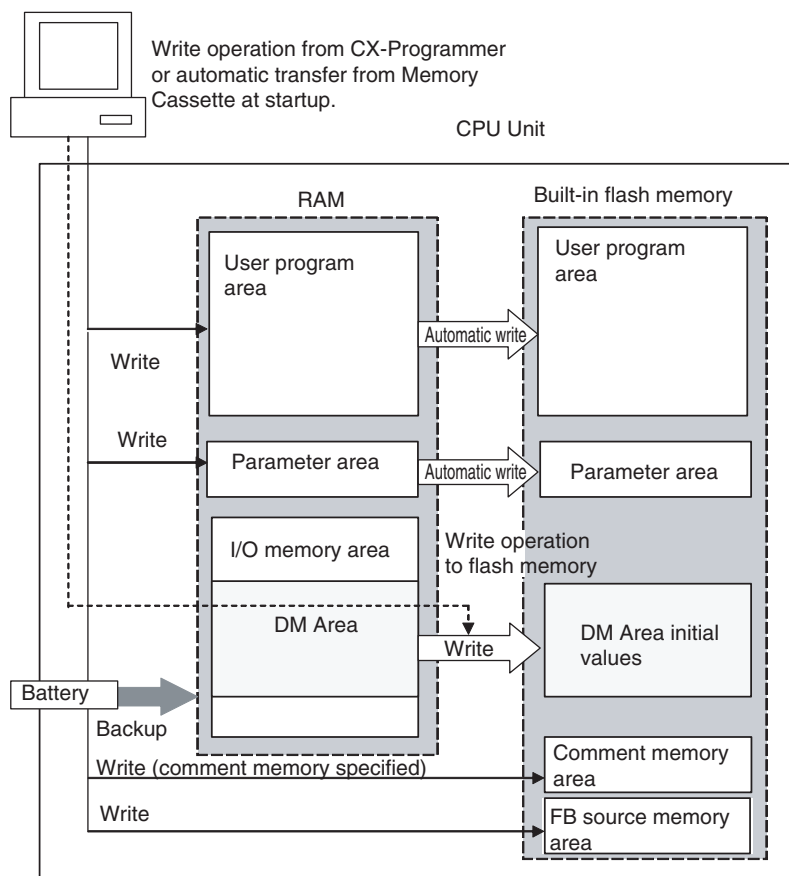 Write operation from CX-Programmer
or automatic transfer from Memory
Cassette at startup.
CPU Unit
RAM
Built-in flash memory
User program
area
User program
area
Automatic write
Write
Write
Parameter area
Automatic write
Parameter area
I/O memory area
Write operation
to flash memory
DM Area
Write
DM Area initial
values
Battery
Backup
Write (comment memory specified)
Comment memory
area
Write
FB source memory
area